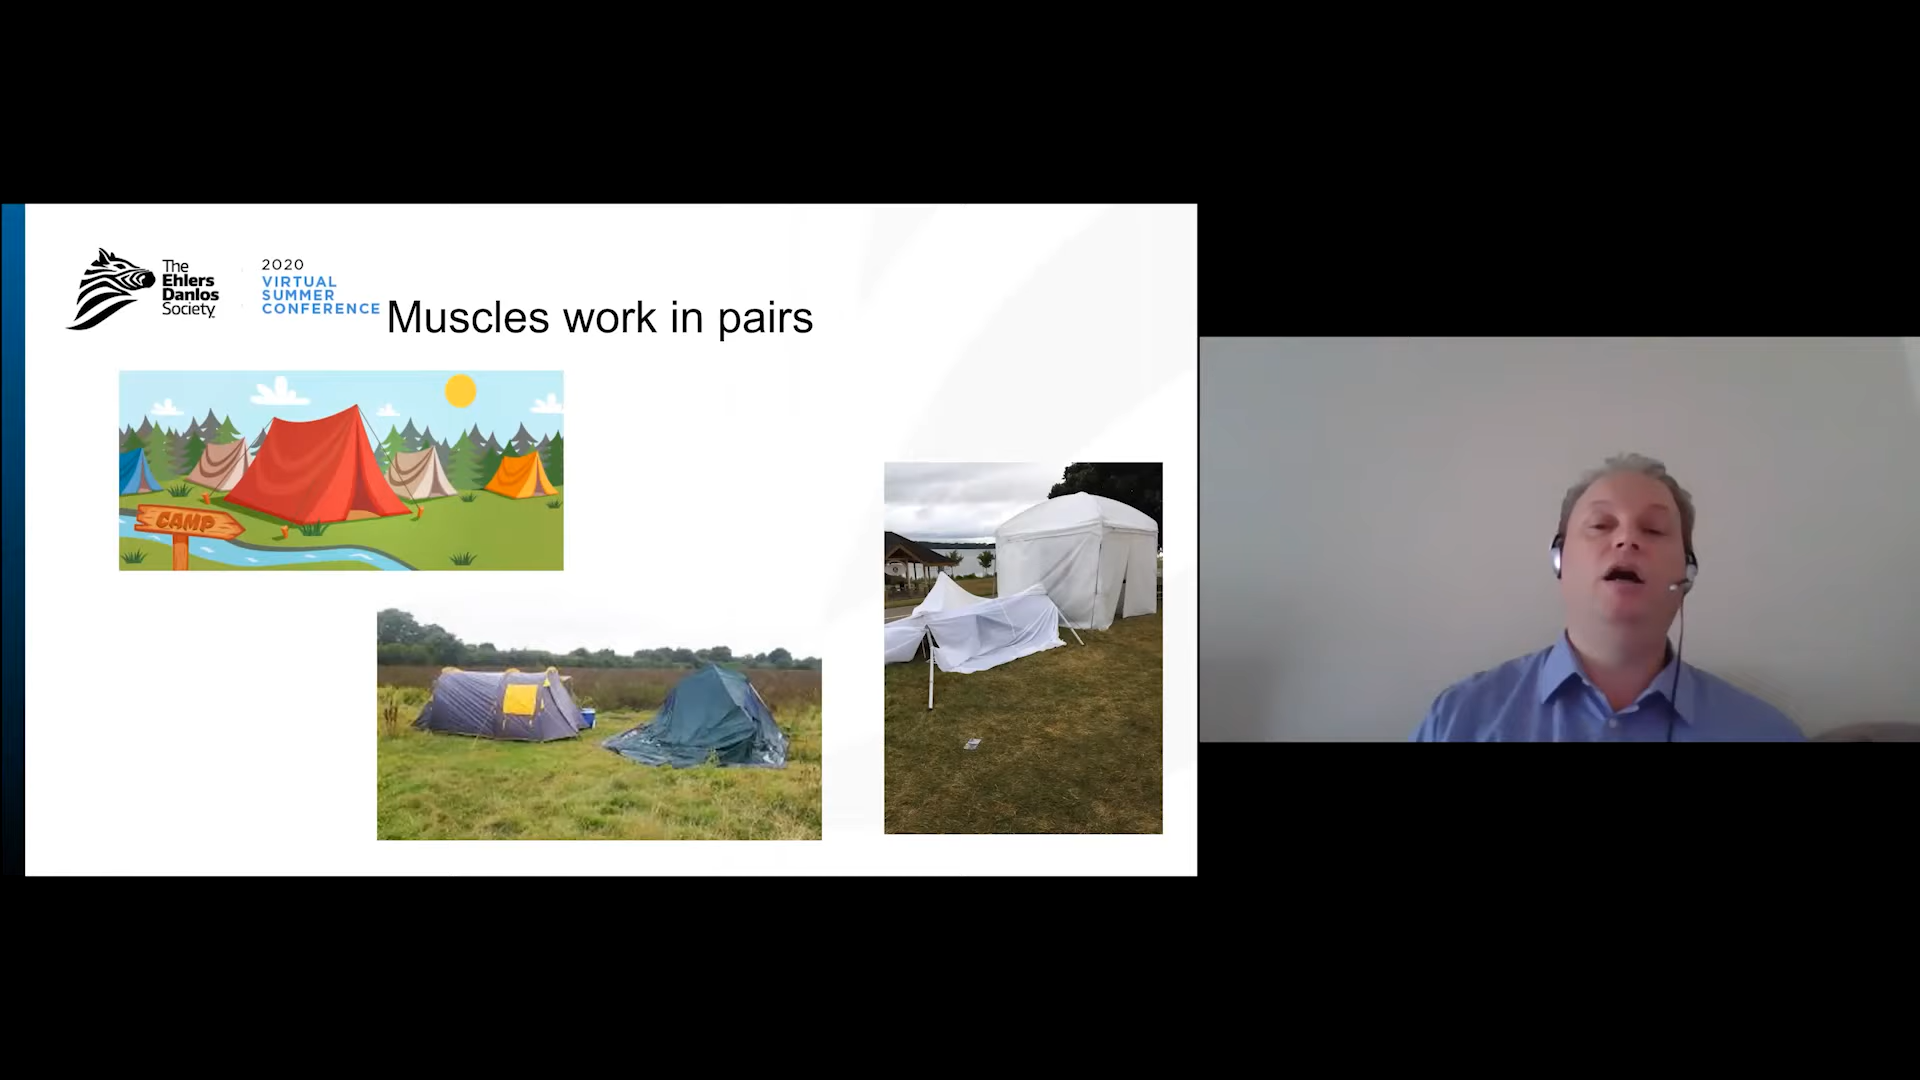 The
Ehlers
Danlos
Society
2020
VIRTUAL
SUMMER
CONFERENCE
Muscles work in pairs
CAMP